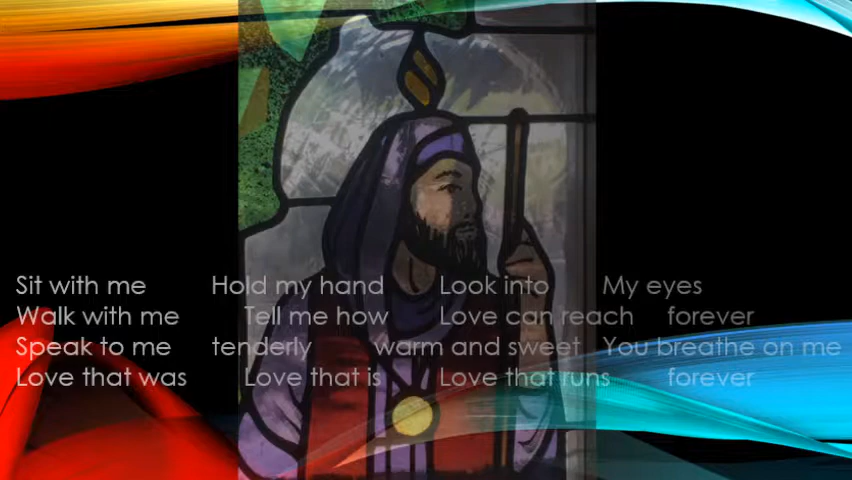 Sit with me Hold my hand Look into My eyes
Walk with me Tell me how Love can reach forever
Speak to me tenderly warm and sweet You breathe on me
Love that was Love that is Love that runs forever